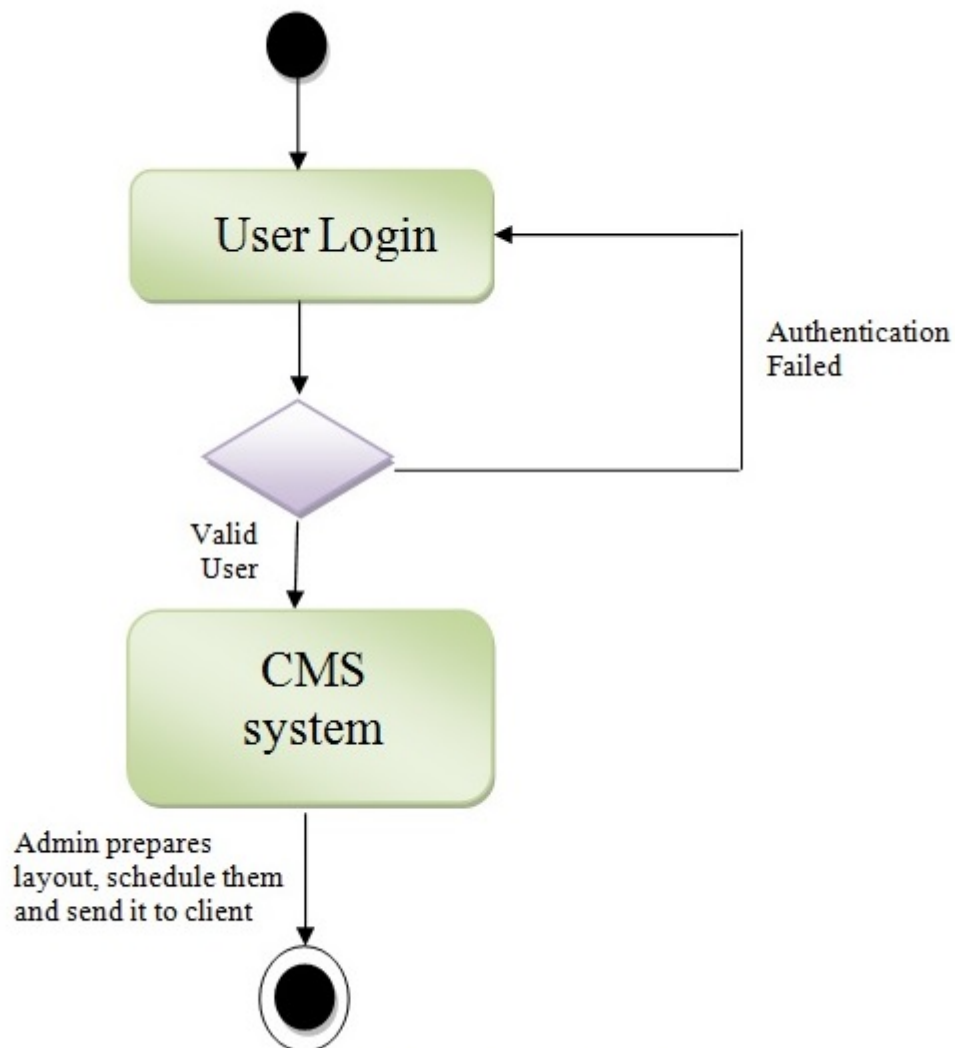 User Login
Authentication
Failed
Valid
User
CMS
system
Admin prepares
layout, schedule them
and send it to client